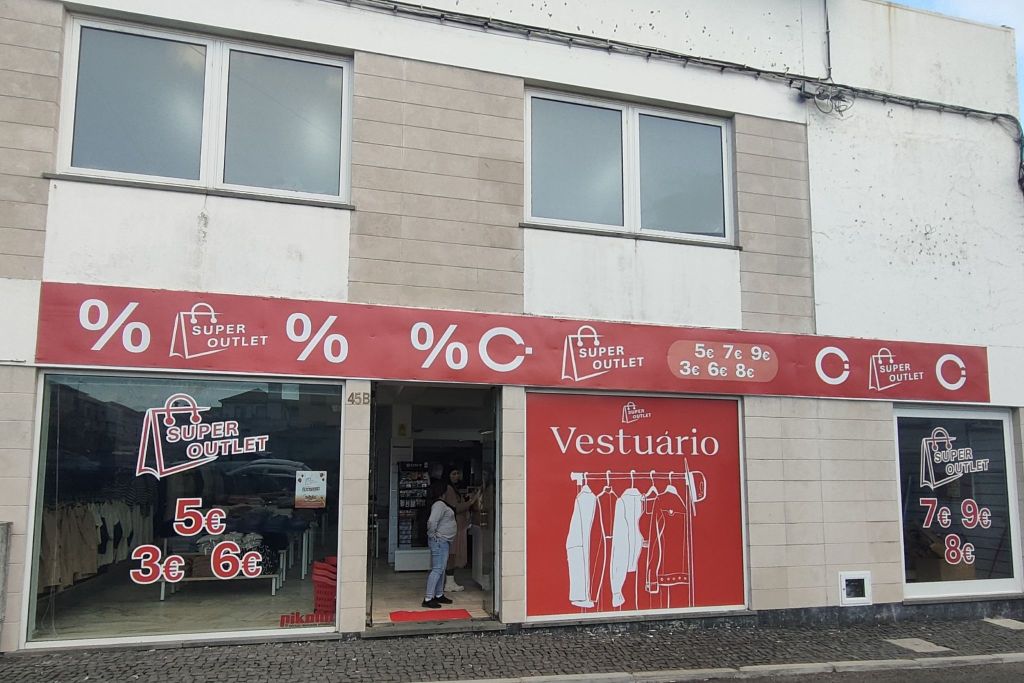 % SUPER OUTLET % % SUPER OUTLET 5€ 7€ 9€
3€ 6€ 8€
SUPER OUTLET
45B
SUPER
OUTLET
5€
3€ 6€
pikolin
SUPER
OUTLET
Vestuário
SUPER
OUTLET
7€ 9€
8€